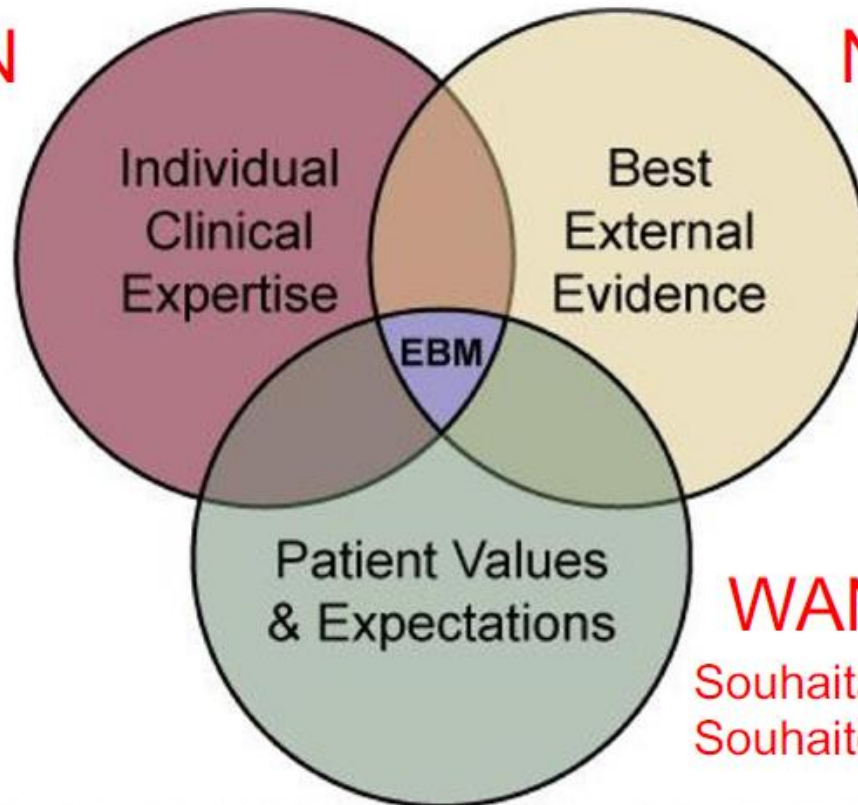 Individual
Clinical
Expertise
Best
External
Evidence
EBM
Patient Values
& Expectations